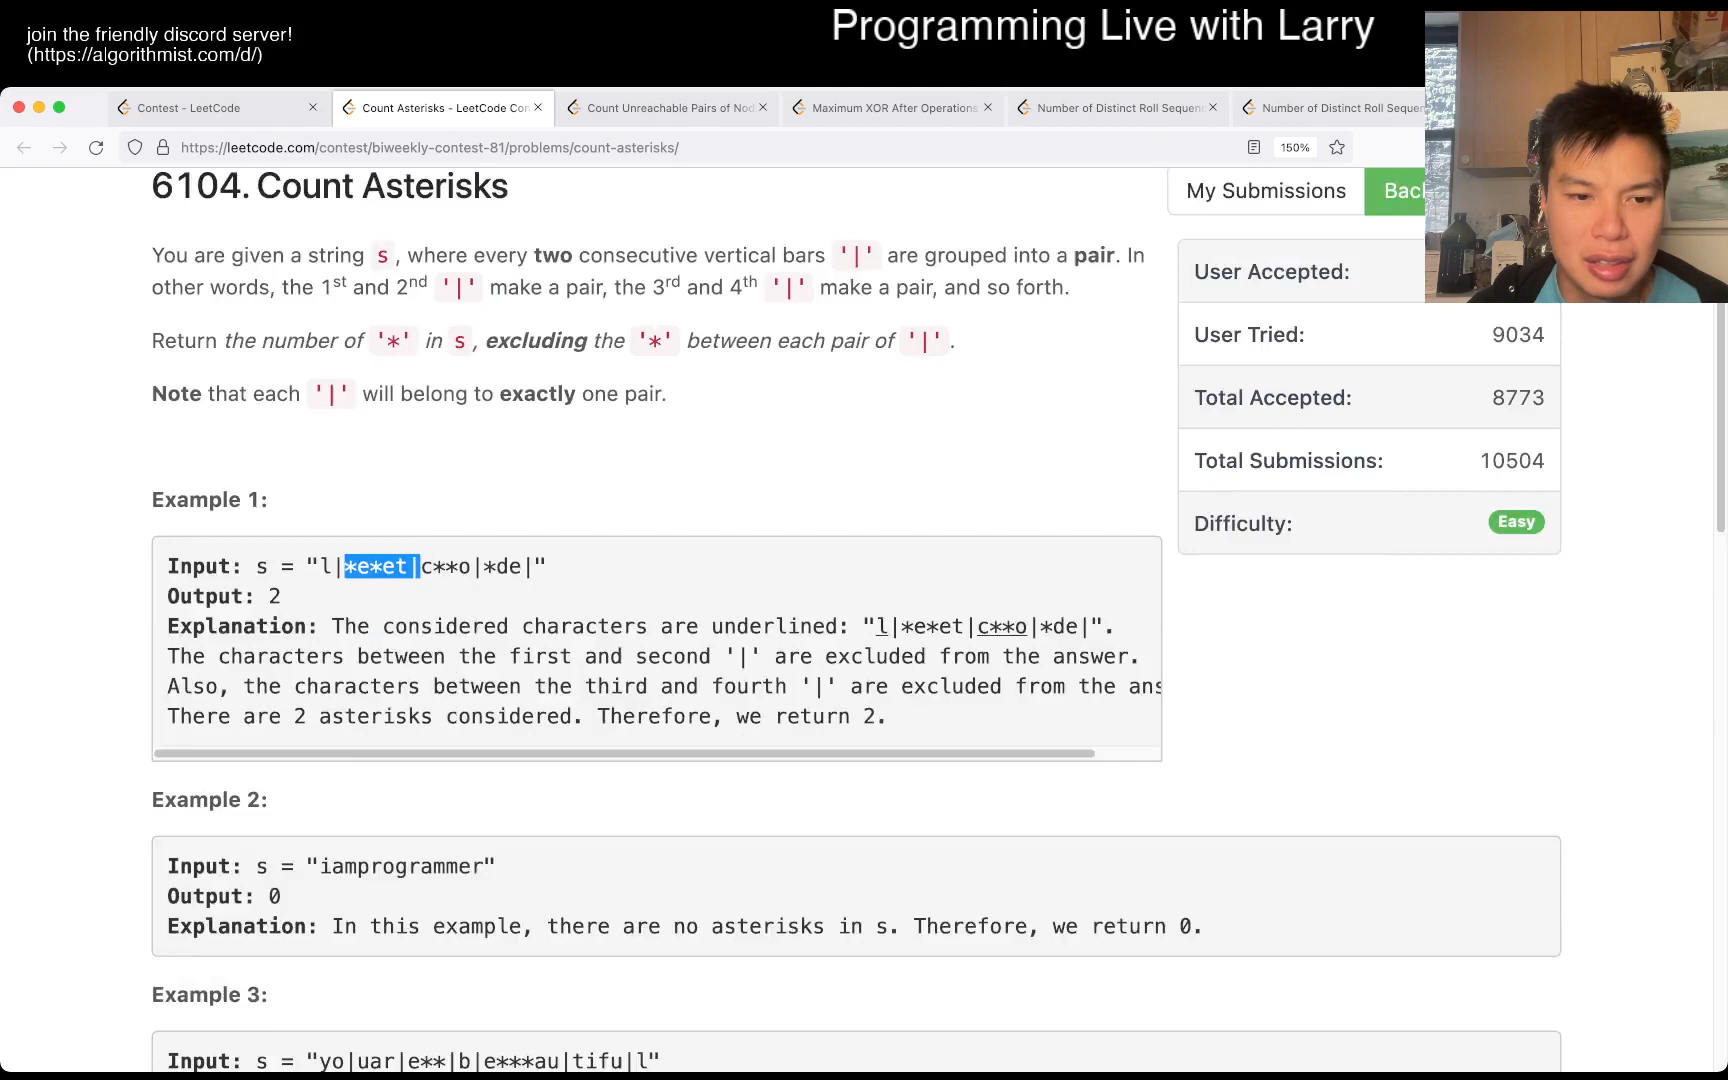 join the friendly discord server!
(https://algorithmist.com/d/)
Programming Live with Larry
Contest - LeetCode
Count Asterisks - LeetCode Con
Count Unreachable Pairs of Nod
Maximum XOR After Operations
Number of Distinct Roll Sequen
Number of Distinct Roll Sequen
https://leetcode.com/contest/biweekly-contest-81/problems/count-asterisks/
150%
6104. Count Asterisks
My Submissions
Bac
You are given a string s, where every two consecutive vertical bars '|' are grouped into a pair. In
other words, the 1st and 2nd '|' make a pair, the 3rd and 4th '|' make a pair, and so forth.
Return the number of '*' in s, excluding the '*' between each pair of '|'.
Note that each '|' will belong to exactly one pair.
User Accepted:
User Tried: 9034
Total Accepted: 8773
Total Submissions: 10504
Difficulty: Easy
Example 1:
Input: s = "l|*e*et|c**o|*de|"
Output: 2
Explanation: The considered characters are underlined: "l|*e*et|c**o|*de|".
The characters between the first and second '|' are excluded from the answer.
Also, the characters between the third and fourth '|' are excluded from the ans
There are 2 asterisks considered. Therefore, we return 2.
Example 2:
Input: s = "iamprogrammer"
Output: 0
Explanation: In this example, there are no asterisks in s. Therefore, we return 0.
Example 3:
Input: s = "yo|uar|e**|b|e***au|tifu|l"